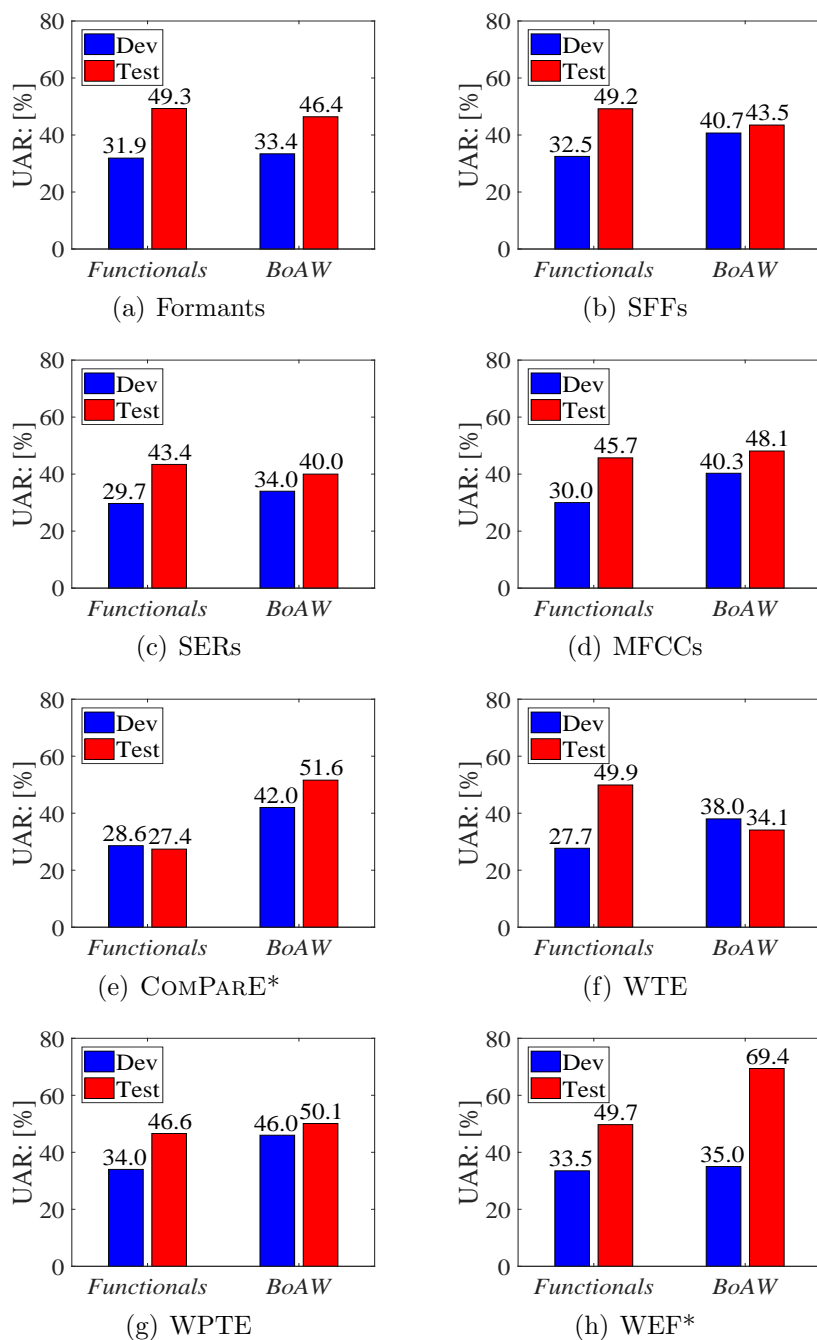 80
60
40
20
0
UAR: [%]
Dev
Test
31.9
49.3
33.4
46.4
Functionals
BoAW
(a) Formants
80
60
40
20
0
UAR: [%]
Dev
Test
32.5
49.2
40.7
43.5
Functionals
BoAW
(b) SFFs
80
60
40
20
0
UAR: [%]
Dev
Test
29.7
43.4
34.0
40.0
Functionals
BoAW
(c) SERs
80
60
40
20
0
UAR: [%]
Dev
Test
30.0
45.7
40.3
48.1
Functionals
BoAW
(d) MFCCs
80
60
40
20
0
UAR: [%]
Dev
Test
28.6
27.4
42.0
51.6
Functionals
BoAW
(e) COMPARE*
80
60
40
20
0
UAR: [%]
Dev
Test
27.7
49.9
38.0
34.1
Functionals
BoAW
(f) WTE
80
60
40
20
0
UAR: [%]
Dev
Test
34.0
46.6
46.0
50.1
Functionals
BoAW
(g) WPTE
80
60
40
20
0
UAR: [%]
Dev
Test
33.5
49.7
35.0
69.4
Functionals
BoAW
(h) WEF*